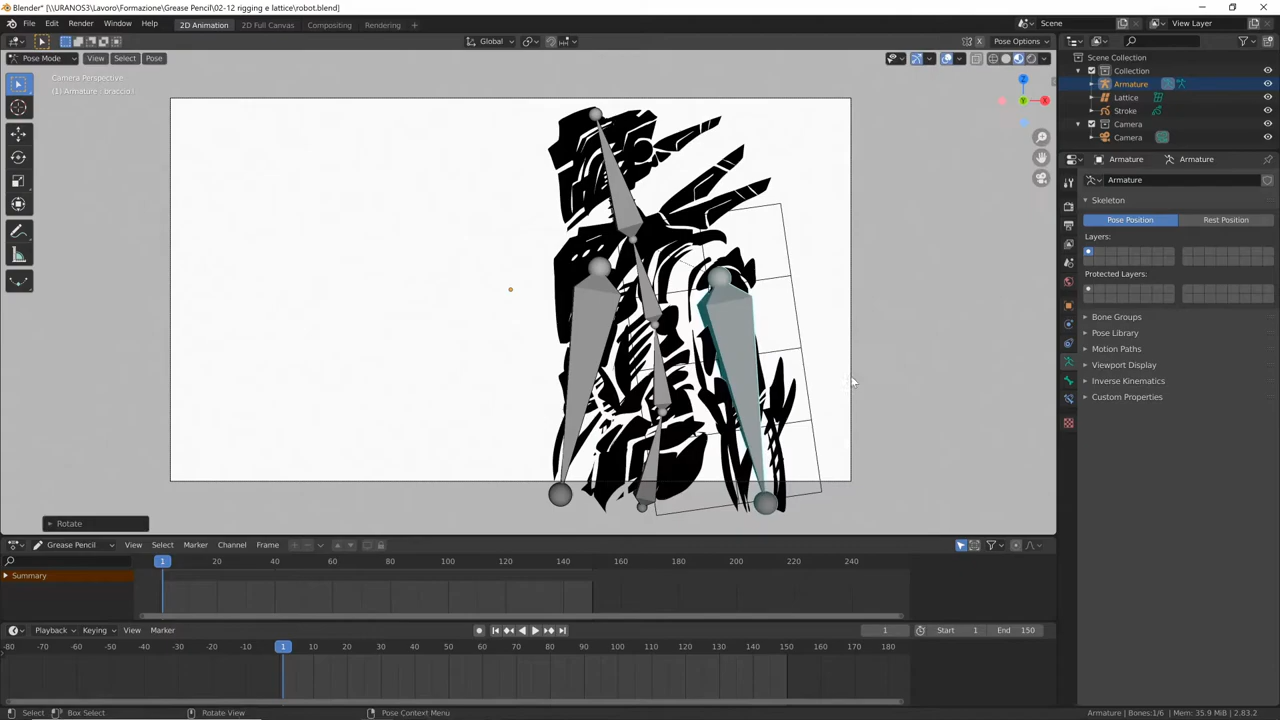 Blender* [\\URANOS3\Lavoro\Formazione\Grease Pencil\02-12 rigging e lattice\robot.blend]
File Edit Render Window Help 2D Animation 2D Full Canvas Compositing Rendering Scene View Layer
Global Pose Options
Pose Mode View Select Pose
Camera Perspective
(1) Armature : braccio.l
Scene Collection
Collection
Armature
Lattice
Stroke
Camera
Camera
Armature Armature
Armature
Skeleton
Pose Position Rest Position
Layers:
Protected Layers:
Bone Groups
Pose Library
Motion Paths
Viewport Display
Inverse Kinematics
Custom Properties
Rotate
Grease Pencil View Select Marker Channel Frame
1 20 40 60 80 100 120 140 160 180 200 220 240
Summary
Playback Keying View Marker 1 Start 1 End 150
-80 -70 -60 -50 -40 -30 -20 -10 1 10 20 30 40 50 60 70 80 90 100 110 120 130 140 150 160 170 180
Select Box Select Rotate View Pose Context Menu Armature | Bones:1/6 | Mem: 35.9 MiB | 2.83.2